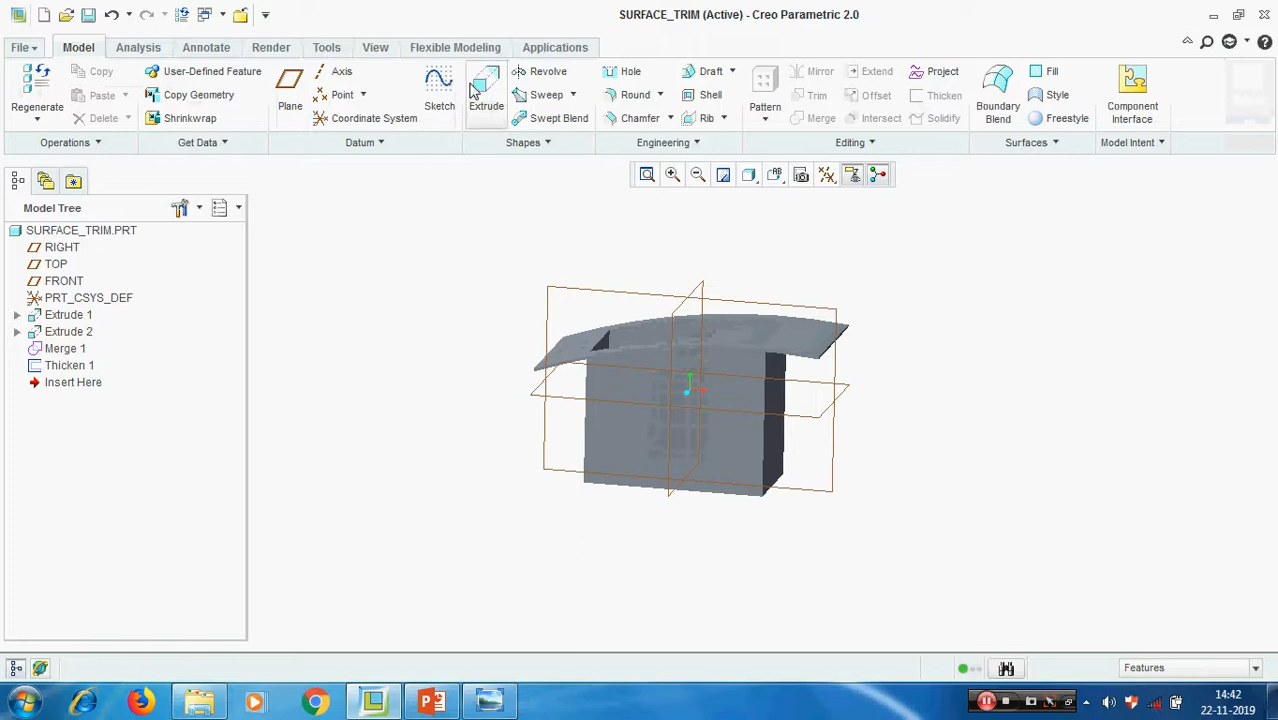 SURFACE_TRIM (Active) - Creo Parametric 2.0
File Model Analysis Annotate Render Tools View Flexible Modeling Applications
Regenerate Copy Paste Delete User-Defined Feature Copy Geometry Shrinkwrap Plane Axis Point Coordinate System Sketch Extrude Revolve Sweep Swept Blend Hole Round Chamfer Draft Shell Rib Pattern Mirror Trim Merge Extend Offset Intersect Project Thicken Solidify Boundary Blend Fill Style Freestyle Component Interface
Operations Get Data Datum Shapes Engineering Editing Surfaces Model Intent
Model Tree
SURFACE_TRIM.PRT
RIGHT
TOP
FRONT
PRT_CSYS_DEF
Extrude 1
Extrude 2
Merge 1
Thicken 1
Insert Here
Features
14:42
22-11-2019